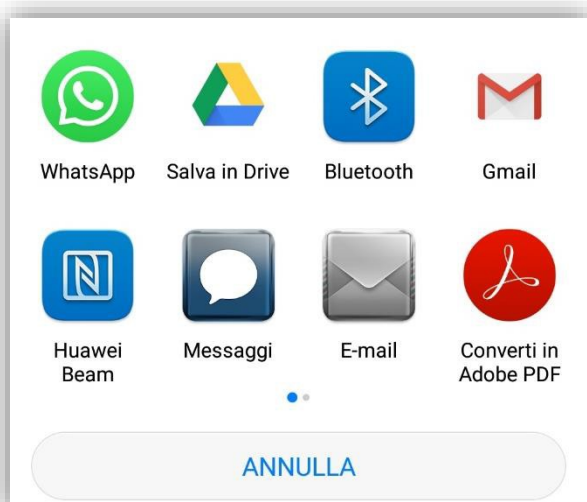 WhatsApp Salva in Drive Bluetooth Gmail
Huawei Beam Messaggi E-mail Converti in Adobe PDF
ANNULLA